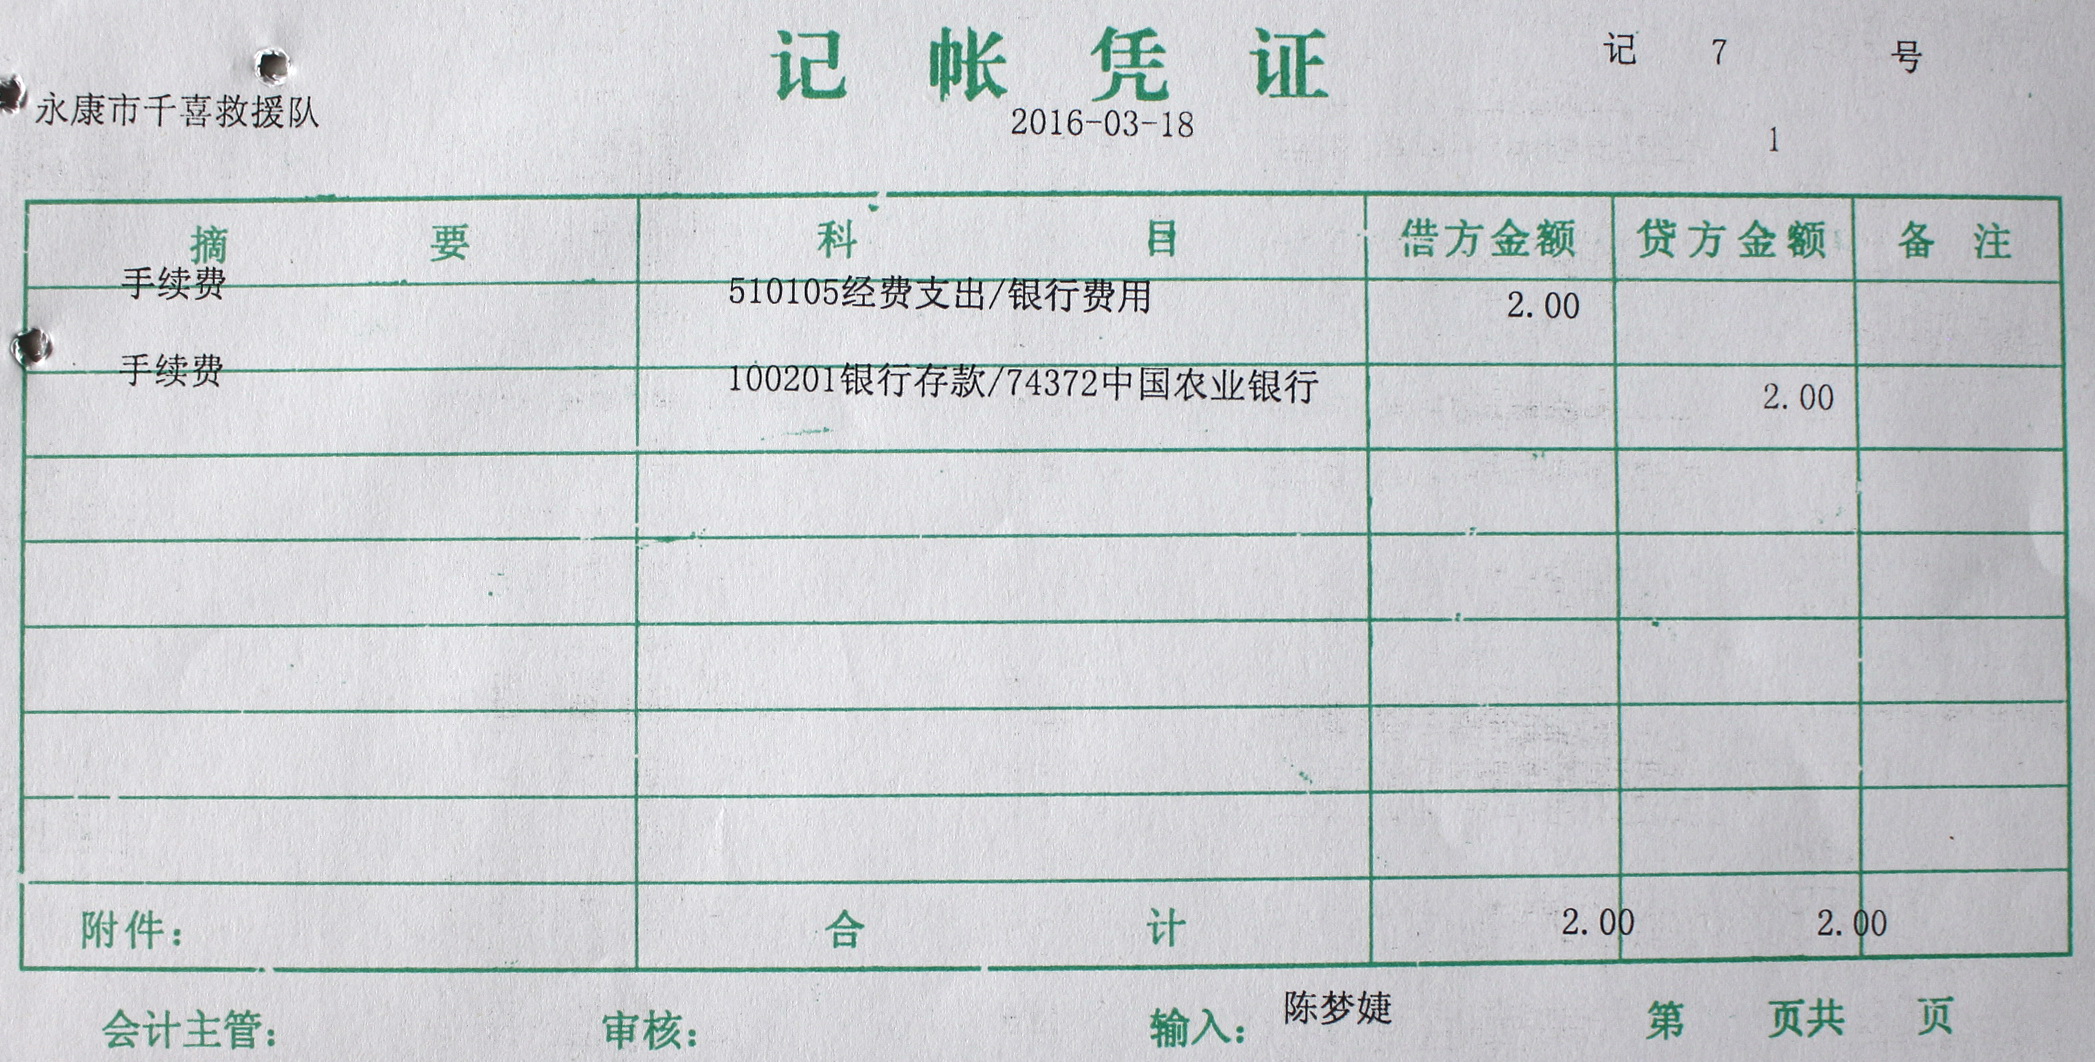 记帐凭证
记 7 号
永康市千喜救援队
2016-03-18
1
摘要 科目 借方金额 贷方金额 备注
手续费 510105经费支出/银行费用 2.00
手续费 100201银行存款/74372中国农业银行 2.00
附件: 合计 2.00 2.00
会计主管: 审核: 输入: 陈梦婕 第 页共 页